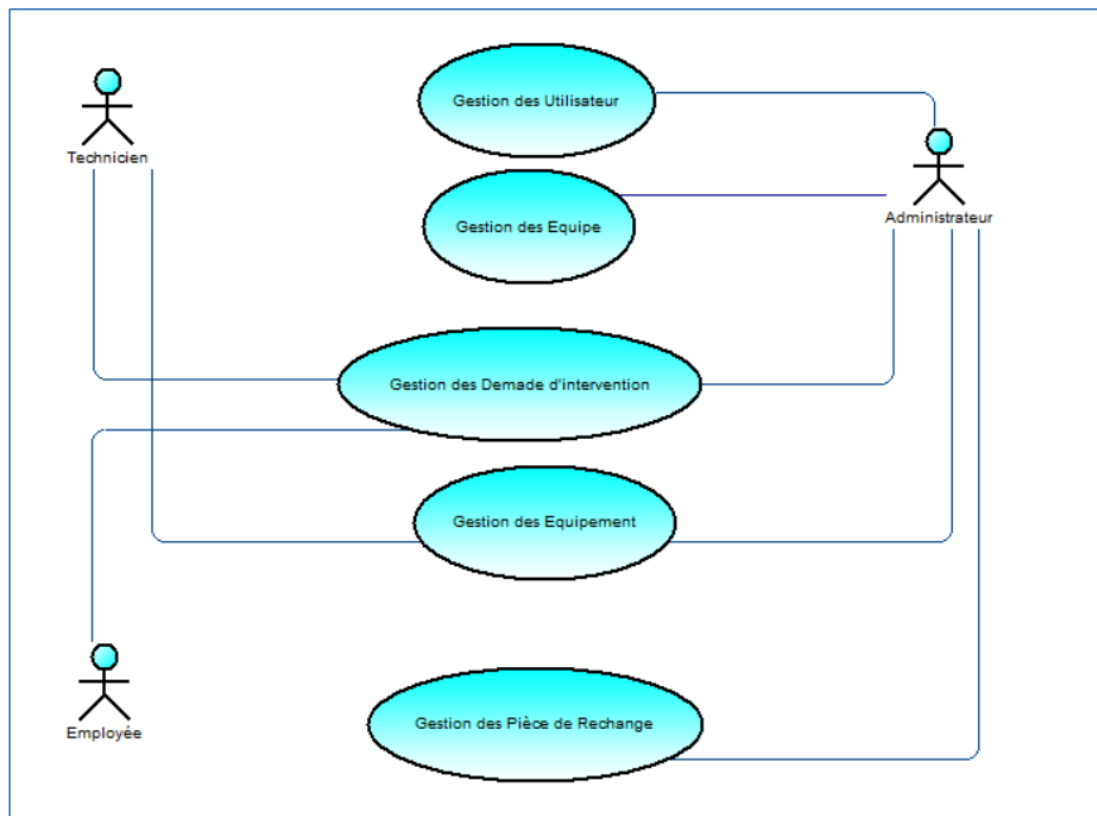 Gestion des Utilisateur
Technicien
Administrateur
Gestion des Equipe
Gestion des Demade d'intervention
Gestion des Equipement
Employée
Gestion des Pièce de Rechange